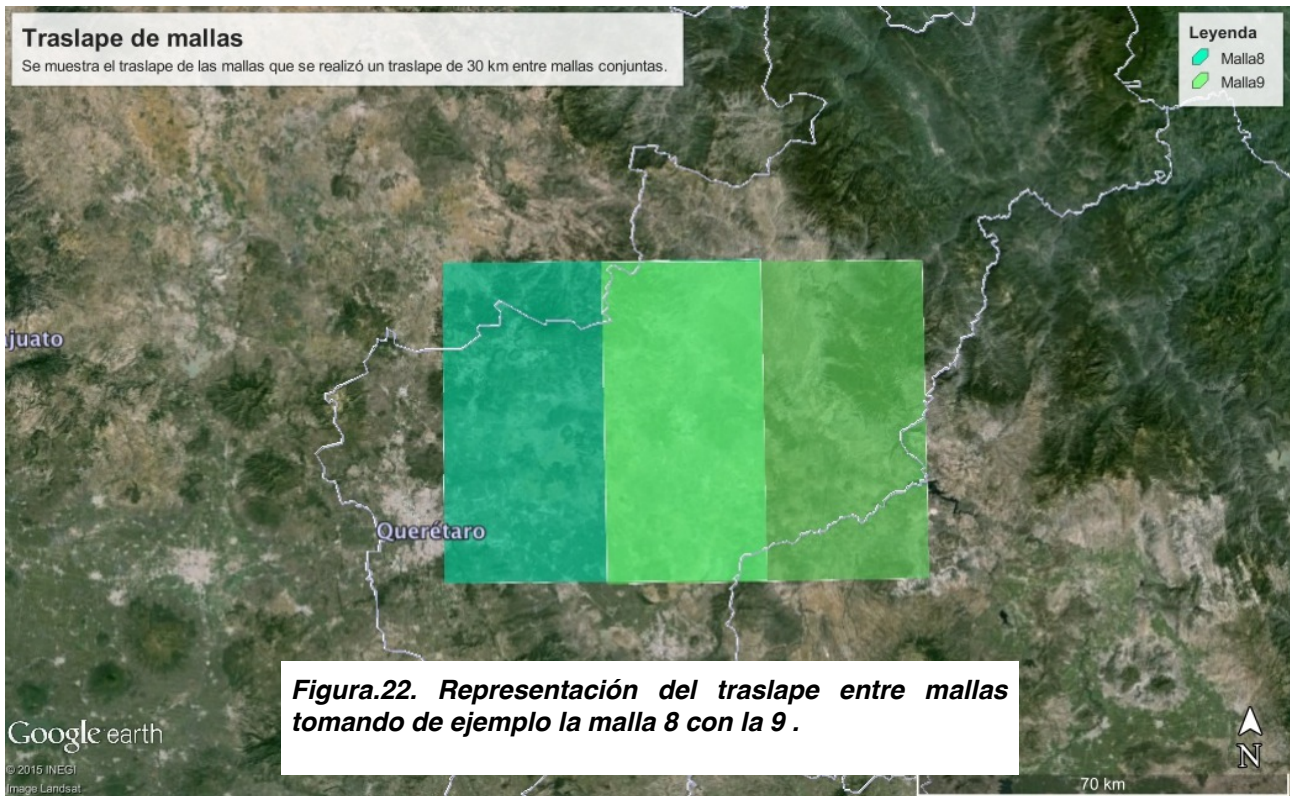 Traslape de mallas
Se muestra el traslape de las mallas que se realizó un traslape de 30 km entre mallas conjuntas.
Leyenda
Malla8
Malla9
juato
Querétaro
Figura.22. Representación del traslape entre mallas
tomando de ejemplo la malla 8 con la 9 .
Google earth
© 2015 INEGI
Image Landsat
N
70 km